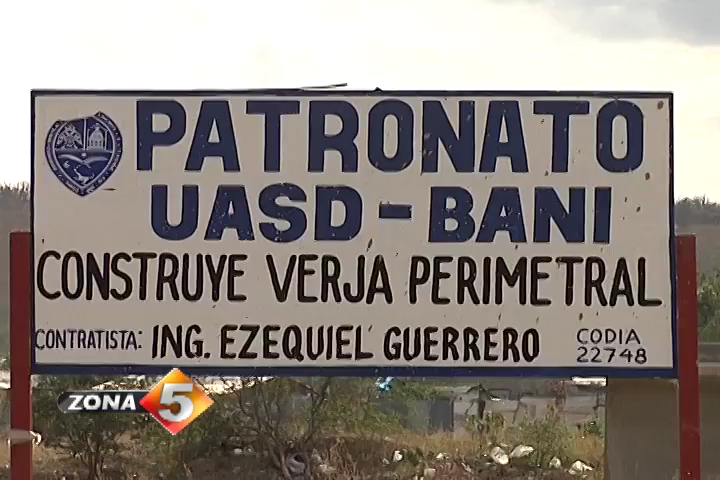 PATRONATO
UASD-BANI
CONSTRUYE VERJA PERIMETRAL
CONTRATISTA: ING. EZEQUIEL GUERRERO
CODIA
22748
ZONA 5